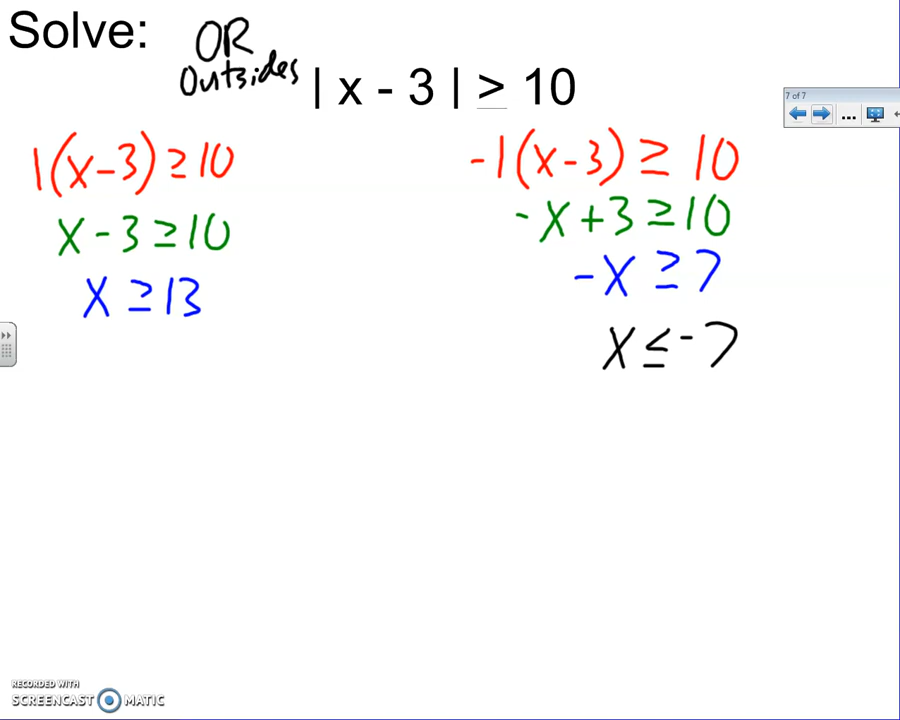 Solve:
OR
Outsides
| x - 3 | ≥ 10
7 of 7
1(x-3) ≥ 10
-1(x-3) ≥ 10
x - 3 ≥ 10
-x + 3 ≥ 10
x ≥ 13
-x ≥ 7
x ≤ -7
RECORDED WITH
SCREENCAST MATIC